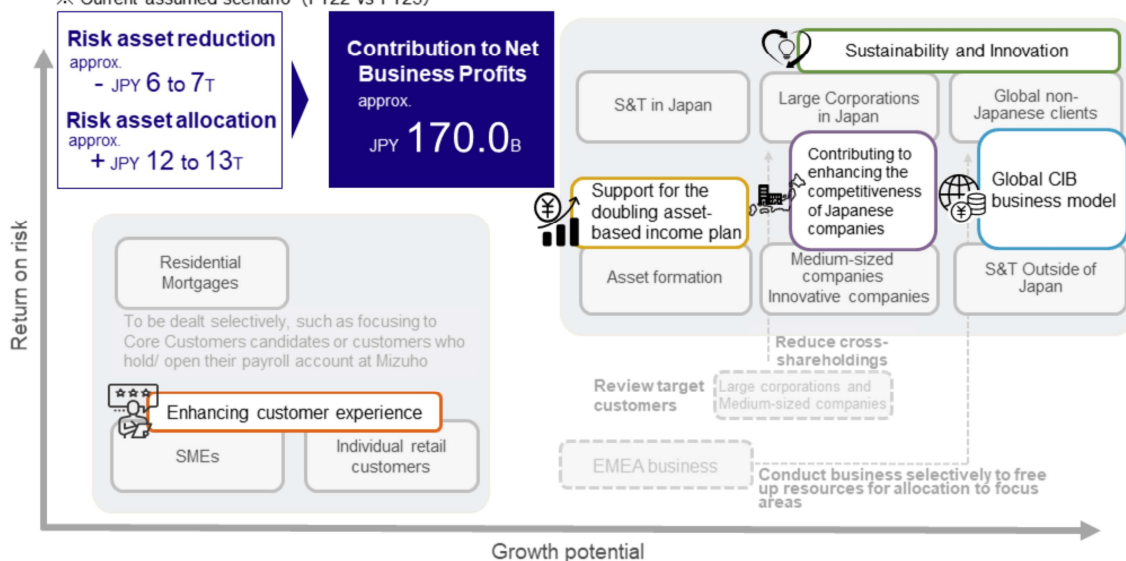 ※ Current assumed scenario (FY22 vs FY25)
Risk asset reduction
approx.
- JPY 6 to 7T
Risk asset allocation
approx.
+ JPY 12 to 13T
Contribution to Net
Business Profits
approx.
JPY 170.0B
Sustainability and Innovation
S&T in Japan
Large Corporations
in Japan
Global non-
Japanese clients
Support for the
doubling asset-
based income plan
Contributing to
enhancing the
competitiveness
of Japanese
companies
Global CIB
business model
Asset formation
Medium-sized
companies
Innovative companies
S&T Outside of
Japan
Return on risk
Residential
Mortgages
To be dealt selectively, such as focusing to
Core Customers candidates or customers who
hold/ open their payroll account at Mizuho
Enhancing customer experience
SMEs
Individual retail
customers
Reduce cross-
shareholdings
Review target
customers
Large corporations and
Medium-sized companies
EMEA business
Conduct business selectively to free
up resources for allocation to focus
areas
Growth potential